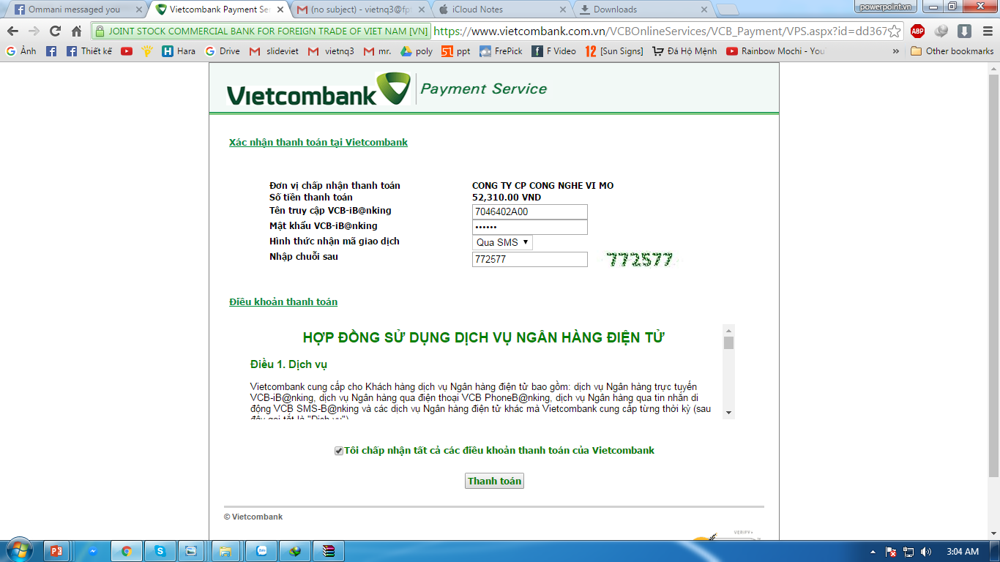 Ommani messaged you
Vietcombank Payment Se
(no subject) - vietnq3@fp
iCloud Notes
Downloads
powerpoint.vn
JOINT STOCK COMMERCIAL BANK FOR FOREIGN TRADE OF VIET NAM [VN]
https://www.vietcombank.com.vn/VCBOnlineServices/VCB_Payment/VPS.aspx?id=dd367
ABP
Ảnh
Thiết kế
Hara
Drive
slideviet
vietnq3
mr.
poly
ppt
FrePick
F Video
[Sun Signs]
Đá Hộ Mệnh
Rainbow Mochi - You
»
Other bookmarks
Vietcombank
Payment Service
Xác nhận thanh toán tại Vietcombank
Đơn vị chấp nhận thanh toán CONG TY CP CONG NGHE VI MO
Số tiền thanh toán 52,310.00 VND
Tên truy cập VCB-iB@nking 7046402A00
Mật khẩu VCB-iB@nking ••••••
Hình thức nhận mã giao dịch Qua SMS
Nhập chuỗi sau 772577 772577
Điều khoản thanh toán
HỢP ĐỒNG SỬ DỤNG DỊCH VỤ NGÂN HÀNG ĐIỆN TỬ
Điều 1. Dịch vụ
Vietcombank cung cấp cho Khách hàng dịch vụ Ngân hàng điện tử bao gồm: dịch vụ Ngân hàng trực tuyến
VCB-iB@nking, dịch vụ Ngân hàng qua điện thoại VCB PhoneB@nking, dịch vụ Ngân hàng qua tin nhắn di
động VCB SMS-B@nking và các dịch vụ Ngân hàng điện tử khác mà Vietcombank cung cấp từng thời kỳ (sau
đây gọi tắt là "Dịch vụ")
Tôi chấp nhận tất cả các điều khoản thanh toán của Vietcombank
Thanh toán
© Vietcombank
VERIFY
3:04 AM